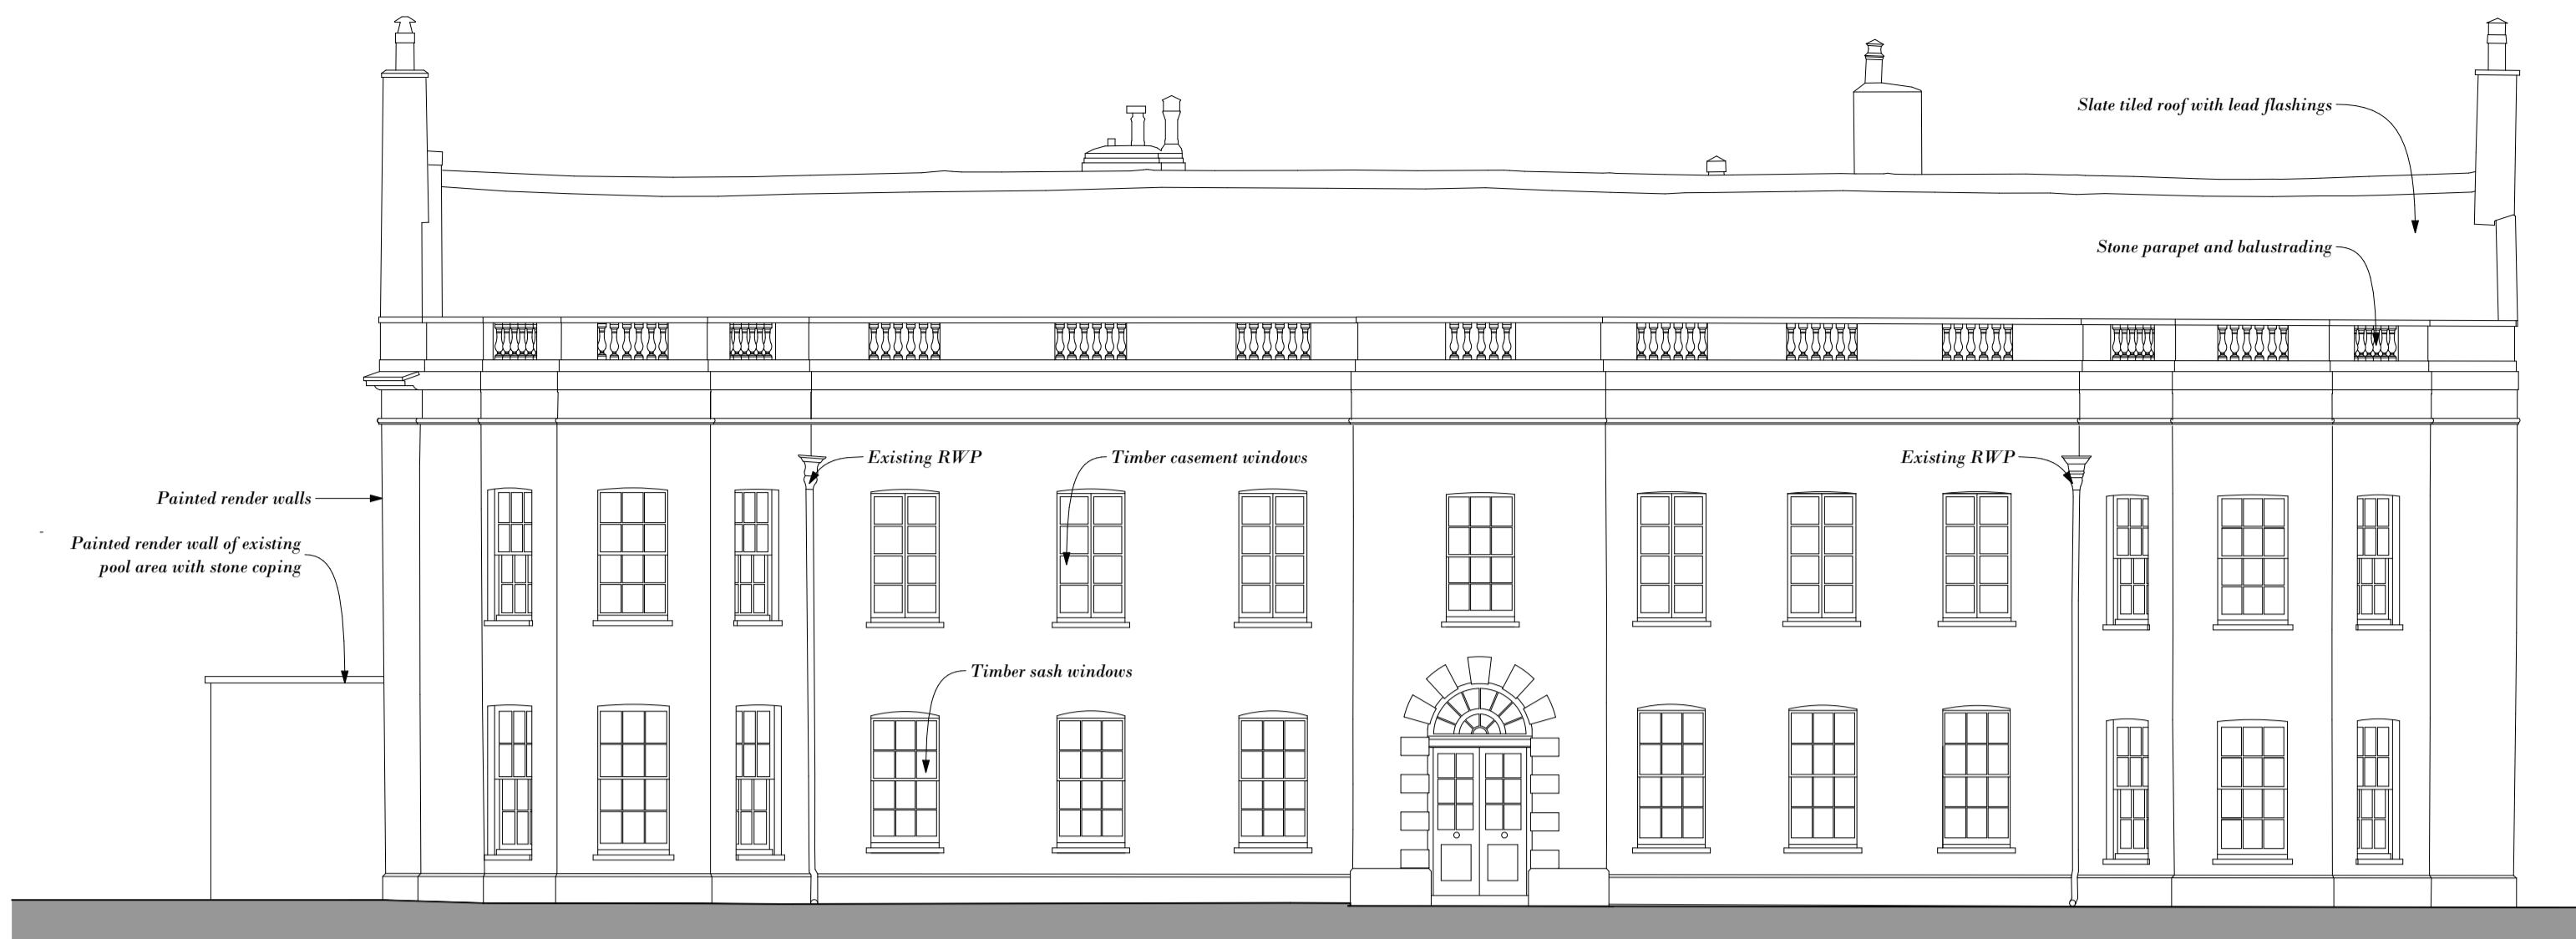 Slate tiled roof with lead flashings
Stone parapet and balustrading
Existing RWP
Timber casement windows
Existing RWP
Painted render walls
Painted render wall of existing
pool area with stone coping
Timber sash windows